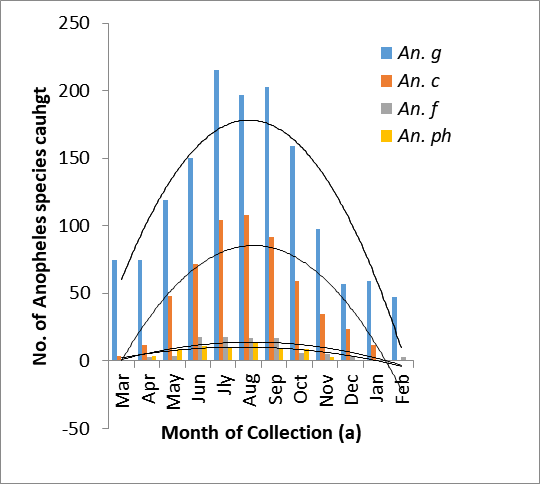 250
200
150
100
50
0
-50
No. of Anopheles species cauhgt
An. g
An. c
An. f
An. ph
Mar
Apr
May
Jun
Jly
Aug
Sep
Oct
Nov
Dec
Jan
Feb
Month of Collection (a)